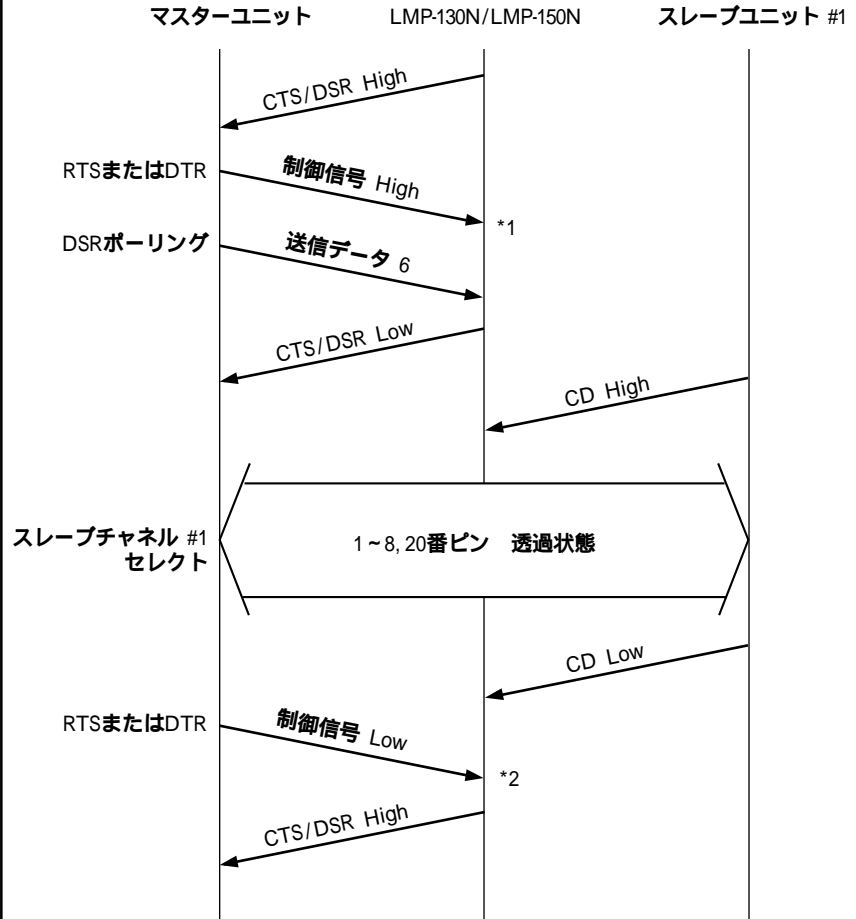 マスターユニット LMP-130N/LMP-150N スレーブユニット #1
CTS/DSR High
RTSまたはDTR 制御信号 High
*1
DSRポーリング 送信データ 6
CTS/DSR Low
CD High
スレーブチャネル #1
セレクト
1~8, 20番ピン 透過状態
CD Low
RTSまたはDTR 制御信号 Low
*2
CTS/DSR High